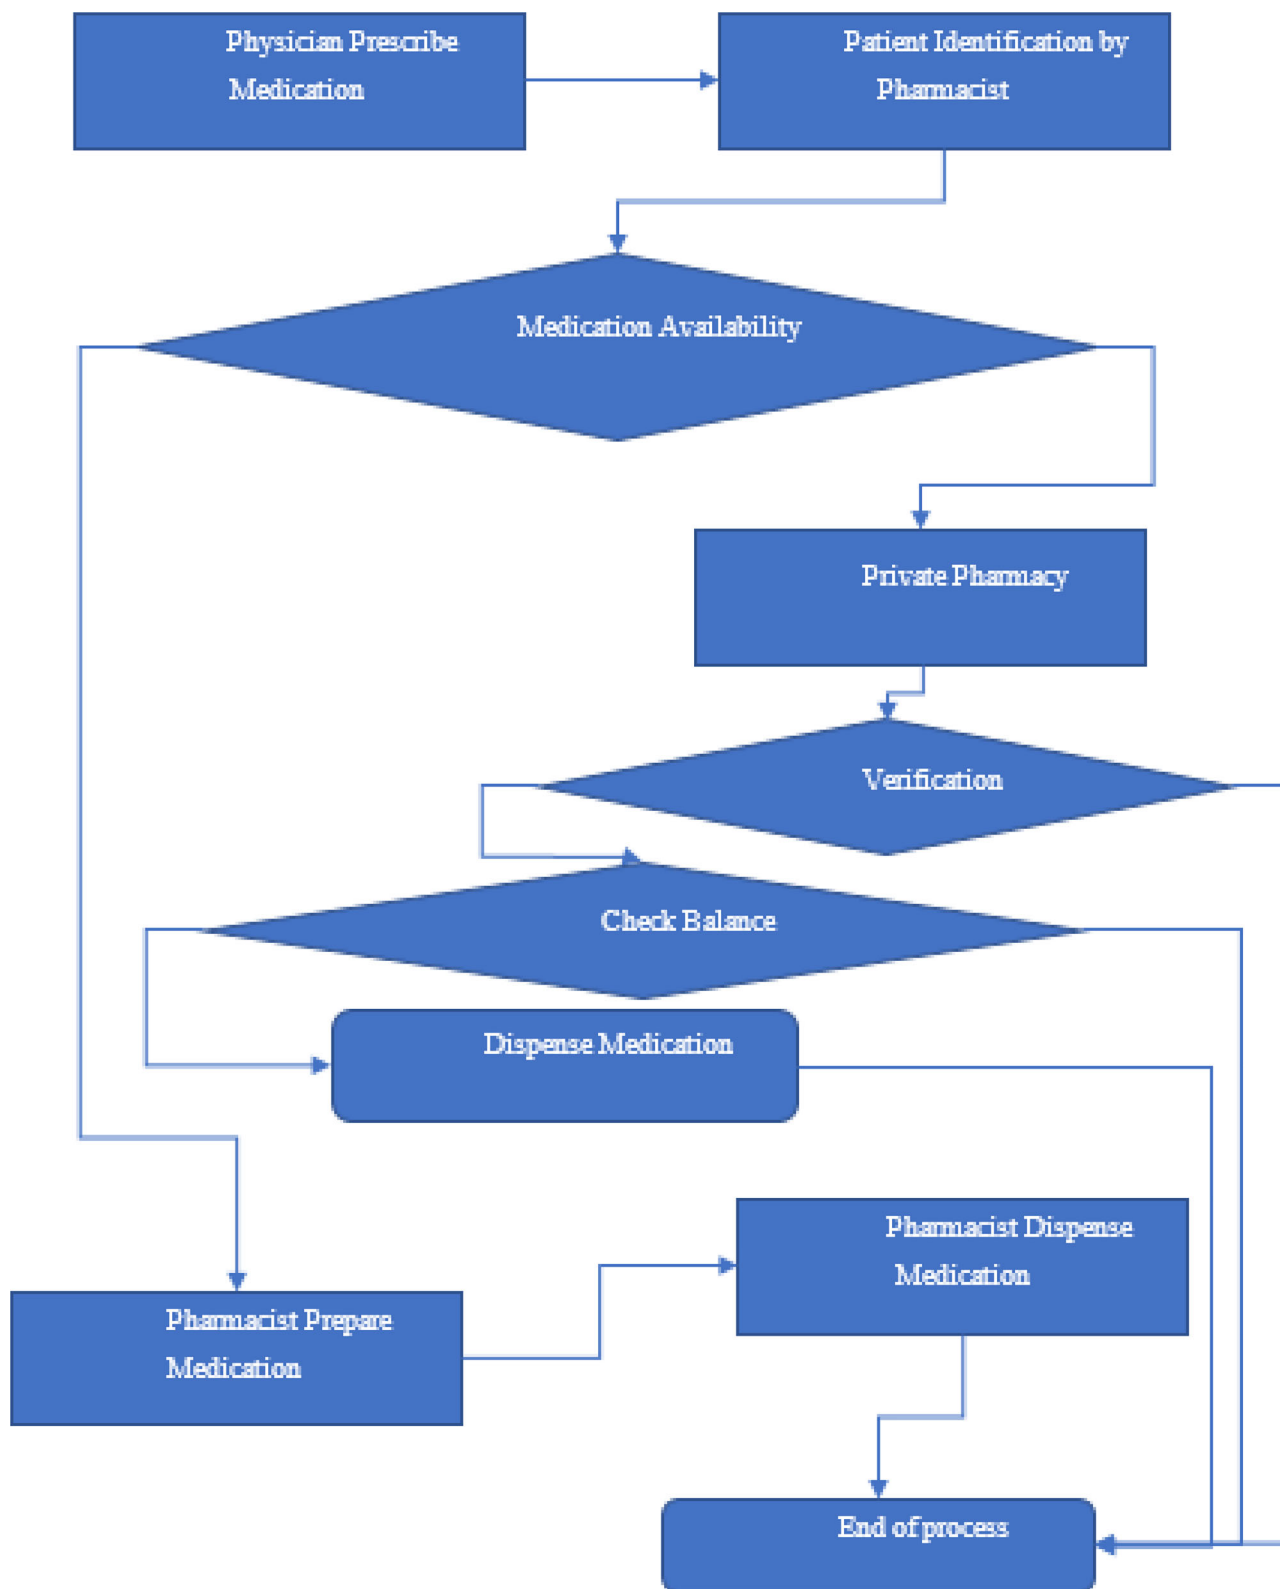 Physician Prescribe
Medication
Patient Identification by
Pharmacist
Medication Availability
Private Pharmacy
Verification
Check Balance
Dispense Medication
Pharmacist Dispense
Medication
Pharmacist Prepare
Medication
End of process